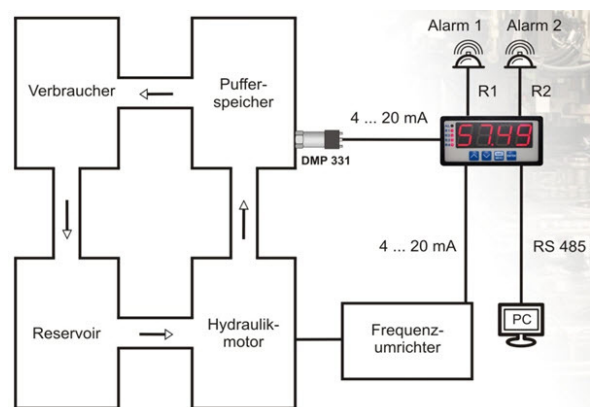 Alarm 1
Alarm 2
Verbraucher
Puffer-
speicher
R1
R2
4 ... 20 mA
57.49
DMP 331
4 ... 20 mA
RS 485
Reservoir
Hydraulik-
motor
Frequenz-
umrichter
PC